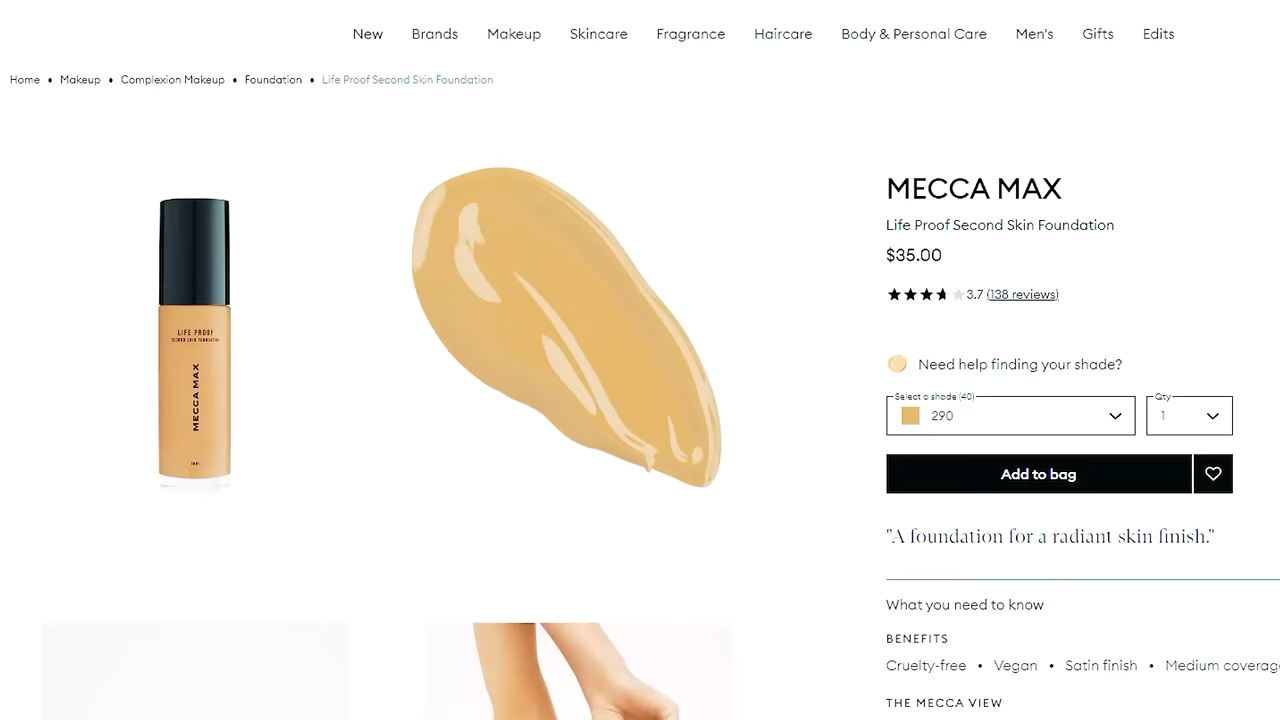 New Brands Makeup Skincare Fragrance Haircare Body & Personal Care Men's Gifts Edits
Home • Makeup • Complexion Makeup • Foundation • Life Proof Second Skin Foundation
MECCA MAX
Life Proof Second Skin Foundation
$35.00
3.7 (138 reviews)
Need help finding your shade?
Select a shade (40)
290
Qty
1
Add to bag
"A foundation for a radiant skin finish."
What you need to know
BENEFITS
Cruelty-free • Vegan • Satin finish • Medium coverag
THE MECCA VIEW
LIFE PROOF
SECOND SKIN FOUNDATION
MECCA MAX